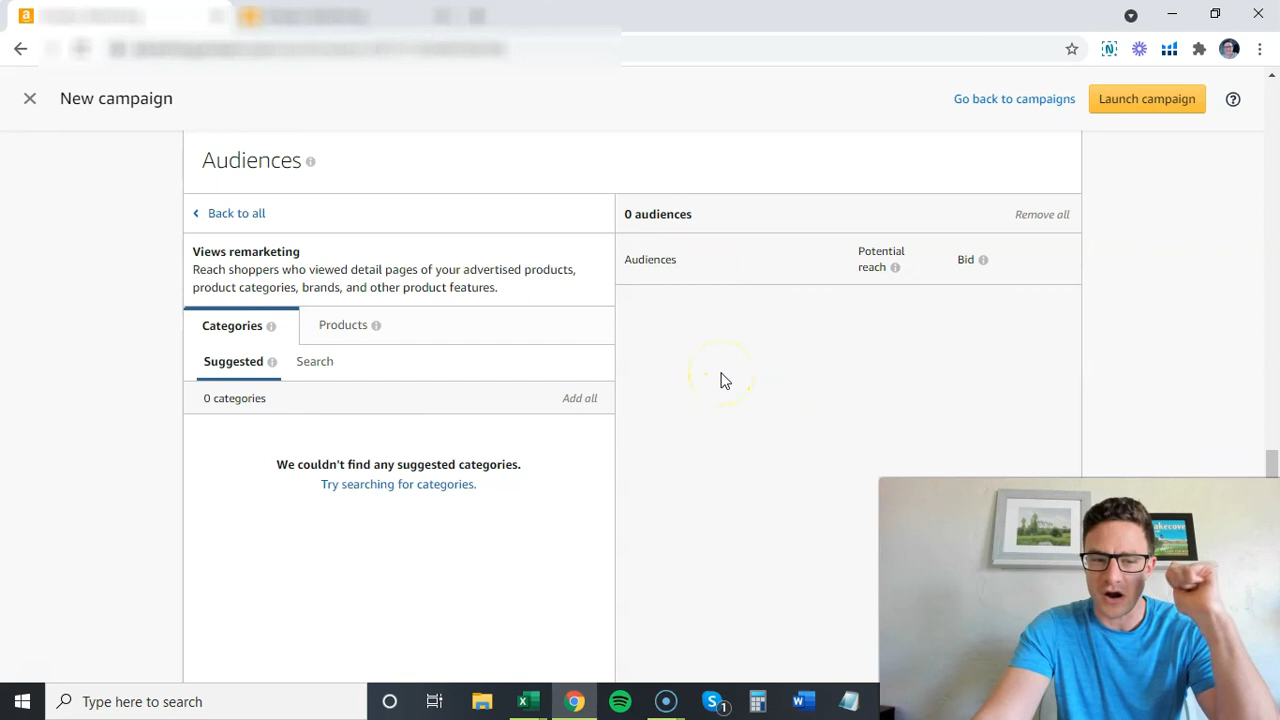 New campaign
Go back to campaigns
Launch campaign
Audiences
Back to all
0 audiences
Remove all
Views remarketing
Reach shoppers who viewed detail pages of your advertised products,
product categories, brands, and other product features.
Audiences
Potential
reach
Bid
Categories
Products
Suggested
Search
0 categories
Add all
We couldn't find any suggested categories.
Try searching for categories.
Type here to search